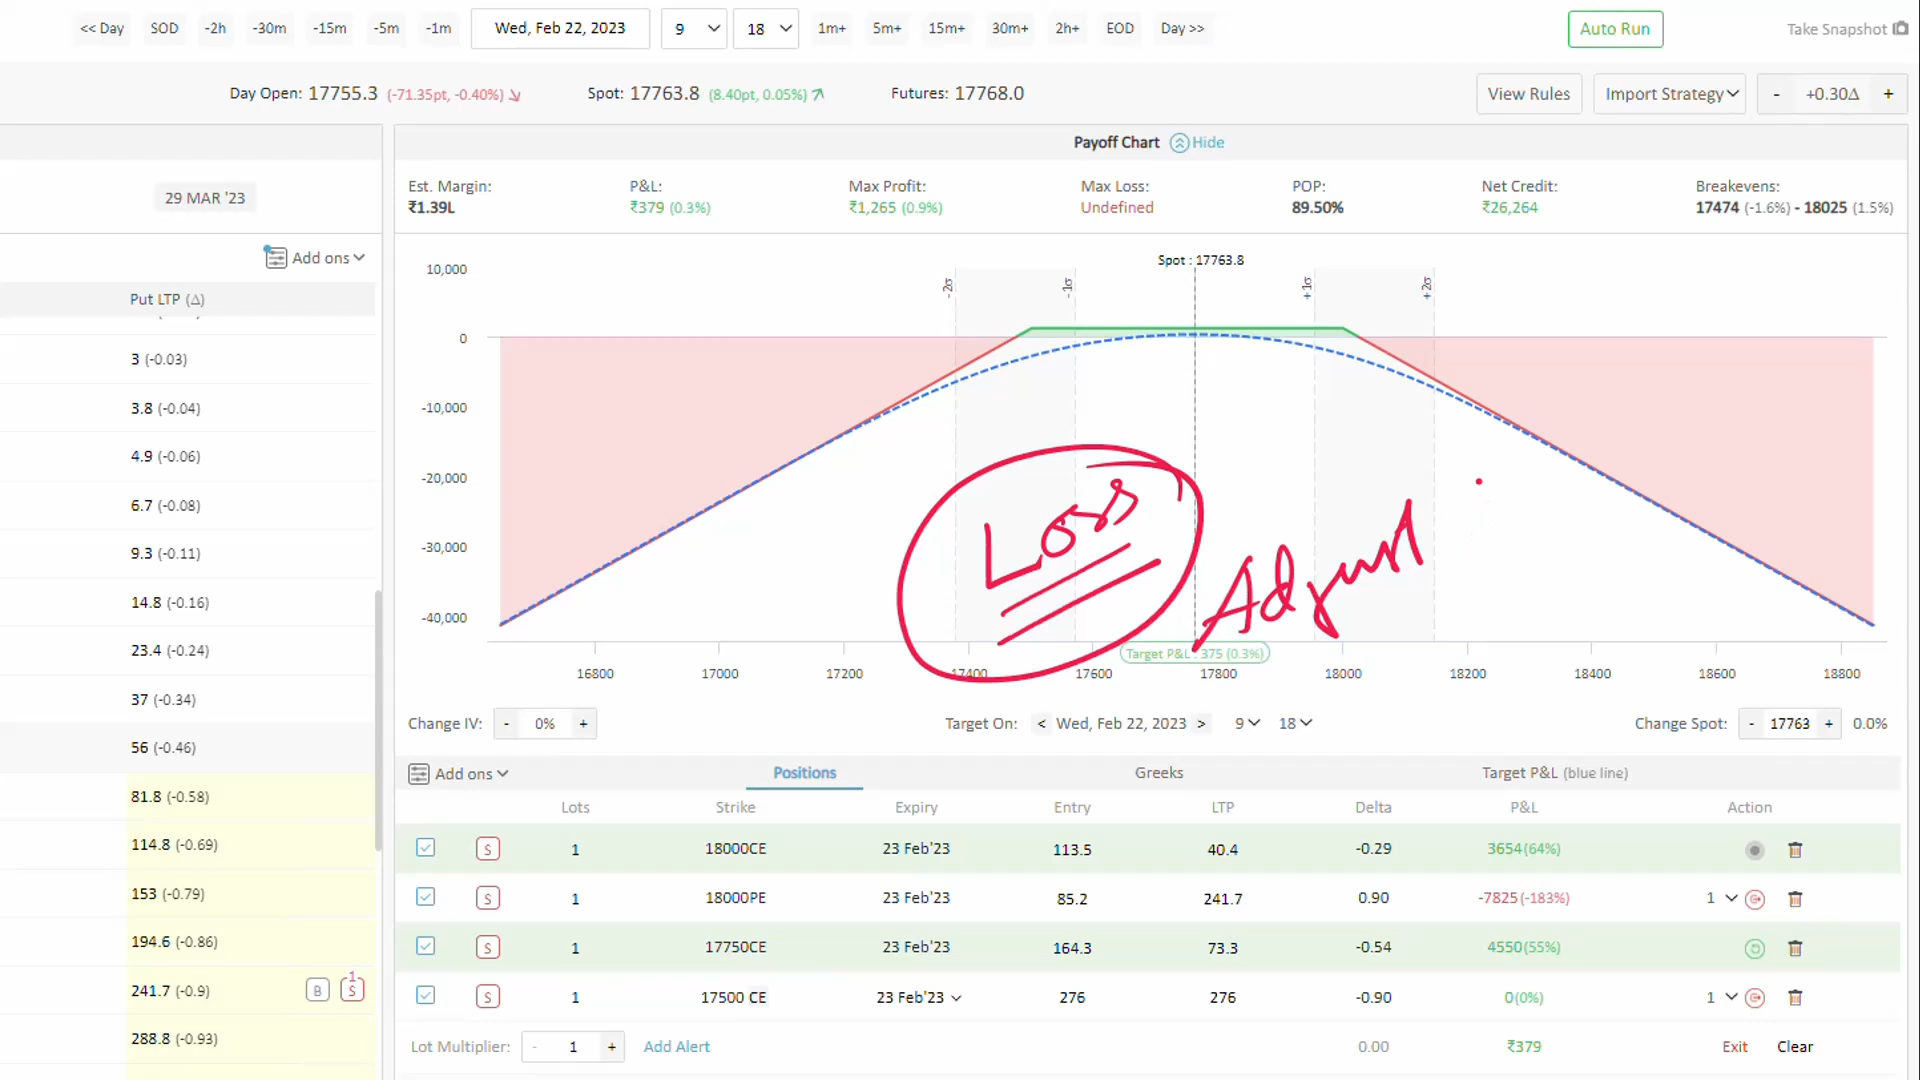 << Day SOD -2h -30m -15m -5m -1m Wed, Feb 22, 2023 9 18 1m+ 5m+ 15m+ 30m+ 2h+ EOD Day >> Auto Run Take Snapshot
Day Open: 17755.3 (-71.35pt, -0.40%) Spot: 17763.8 (8.40pt, 0.05%) Futures: 17768.0 View Rules Import Strategy - +0.30Δ +
Payoff Chart Hide
29 MAR '23
Add ons
Put LTP (Δ)
3 (-0.03)
3.8 (-0.04)
4.9 (-0.06)
6.7 (-0.08)
9.3 (-0.11)
14.8 (-0.16)
23.4 (-0.24)
37 (-0.34)
56 (-0.46)
81.8 (-0.58)
114.8 (-0.69)
153 (-0.79)
194.6 (-0.86)
241.7 (-0.9) B S 1
288.8 (-0.93)
Est. Margin: P&L: Max Profit: Max Loss: POP: Net Credit: Breakevens:
₹1.39L ₹379 (0.3%) ₹1,265 (0.9%) Undefined 89.50% ₹26,264 17474 (-1.6%) - 18025 (1.5%)
Spot : 17763.8
-2σ -1σ +1σ +2σ
10,000
0
-10,000
-20,000
-30,000
-40,000
Loss
Target P&L : 375 (0.3%)
16800 17000 17200 17400 17600 17800 18000 18200 18400 18600 18800
Change IV: - 0% + Target On: < Wed, Feb 22, 2023 > 9 18 Change Spot: - 17763 + 0.0%
Add ons Positions Greeks Target P&L (blue line)
Lots Strike Expiry Entry LTP Delta P&L Action
S 1 18000CE 23 Feb'23 113.5 40.4 -0.29 3654(64%)
S 1 18000PE 23 Feb'23 85.2 241.7 0.90 -7825(-183%) 1
S 1 17750CE 23 Feb'23 164.3 73.3 -0.54 4550(55%)
S 1 17500 CE 23 Feb'23 276 276 -0.90 0(0%) 1
Lot Multiplier: - 1 + Add Alert 0.00 ₹379 Exit Clear